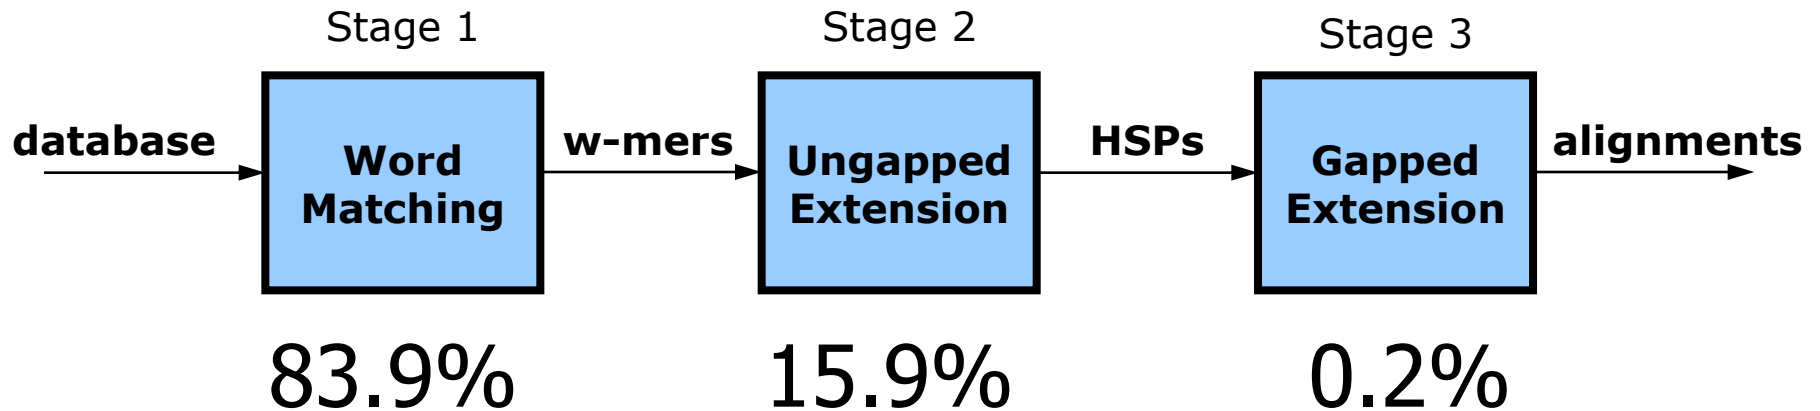 Stage 1
Stage 2
Stage 3
database
Word
Matching
w-mers
Ungapped
Extension
HSPs
Gapped
Extension
alignments
83.9%
15.9%
0.2%